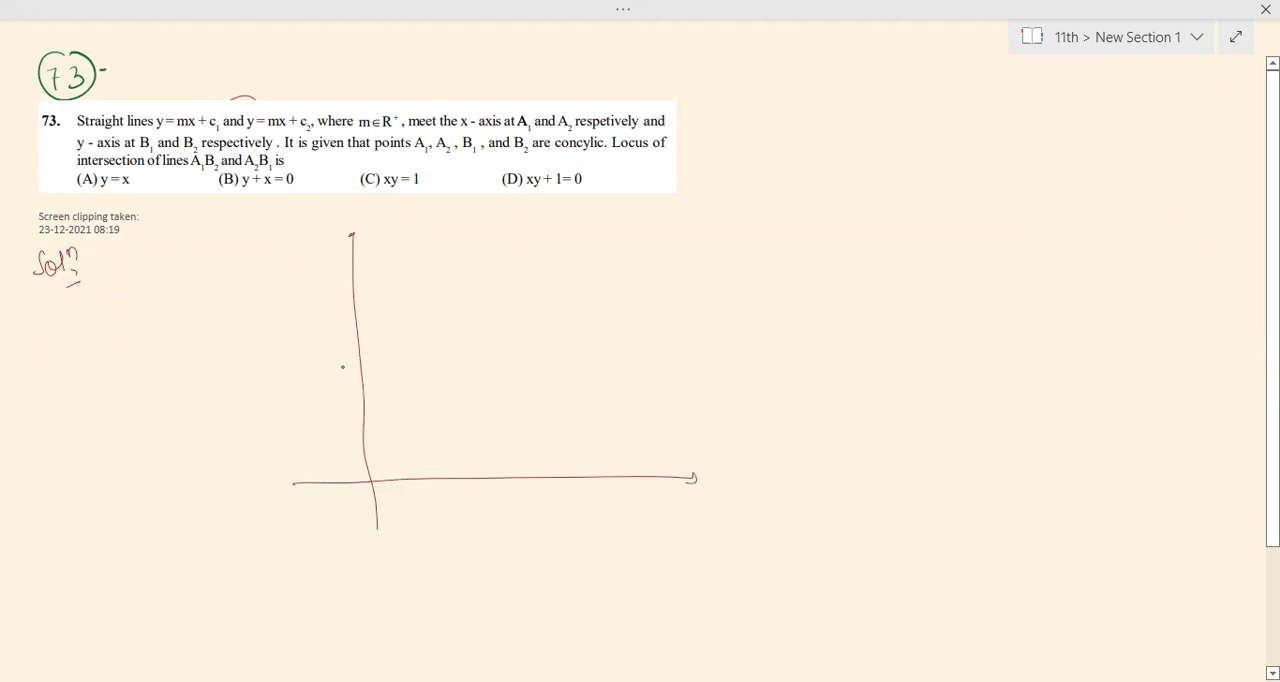 11th > New Section 1
73-
73. Straight lines y = mx + c₁ and y = mx + c₂, where m ∈ R⁺, meet the x - axis at A₁ and A₂ respetively and
y - axis at B₁ and B₂ respectively . It is given that points A₁, A₂ , B₁ , and B₂ are concylic. Locus of
intersection of lines A₁B₂ and A₂B₁ is
(A) y = x (B) y + x = 0 (C) xy = 1 (D) xy + 1= 0
Screen clipping taken:
23-12-2021 08:19
Solⁿ: